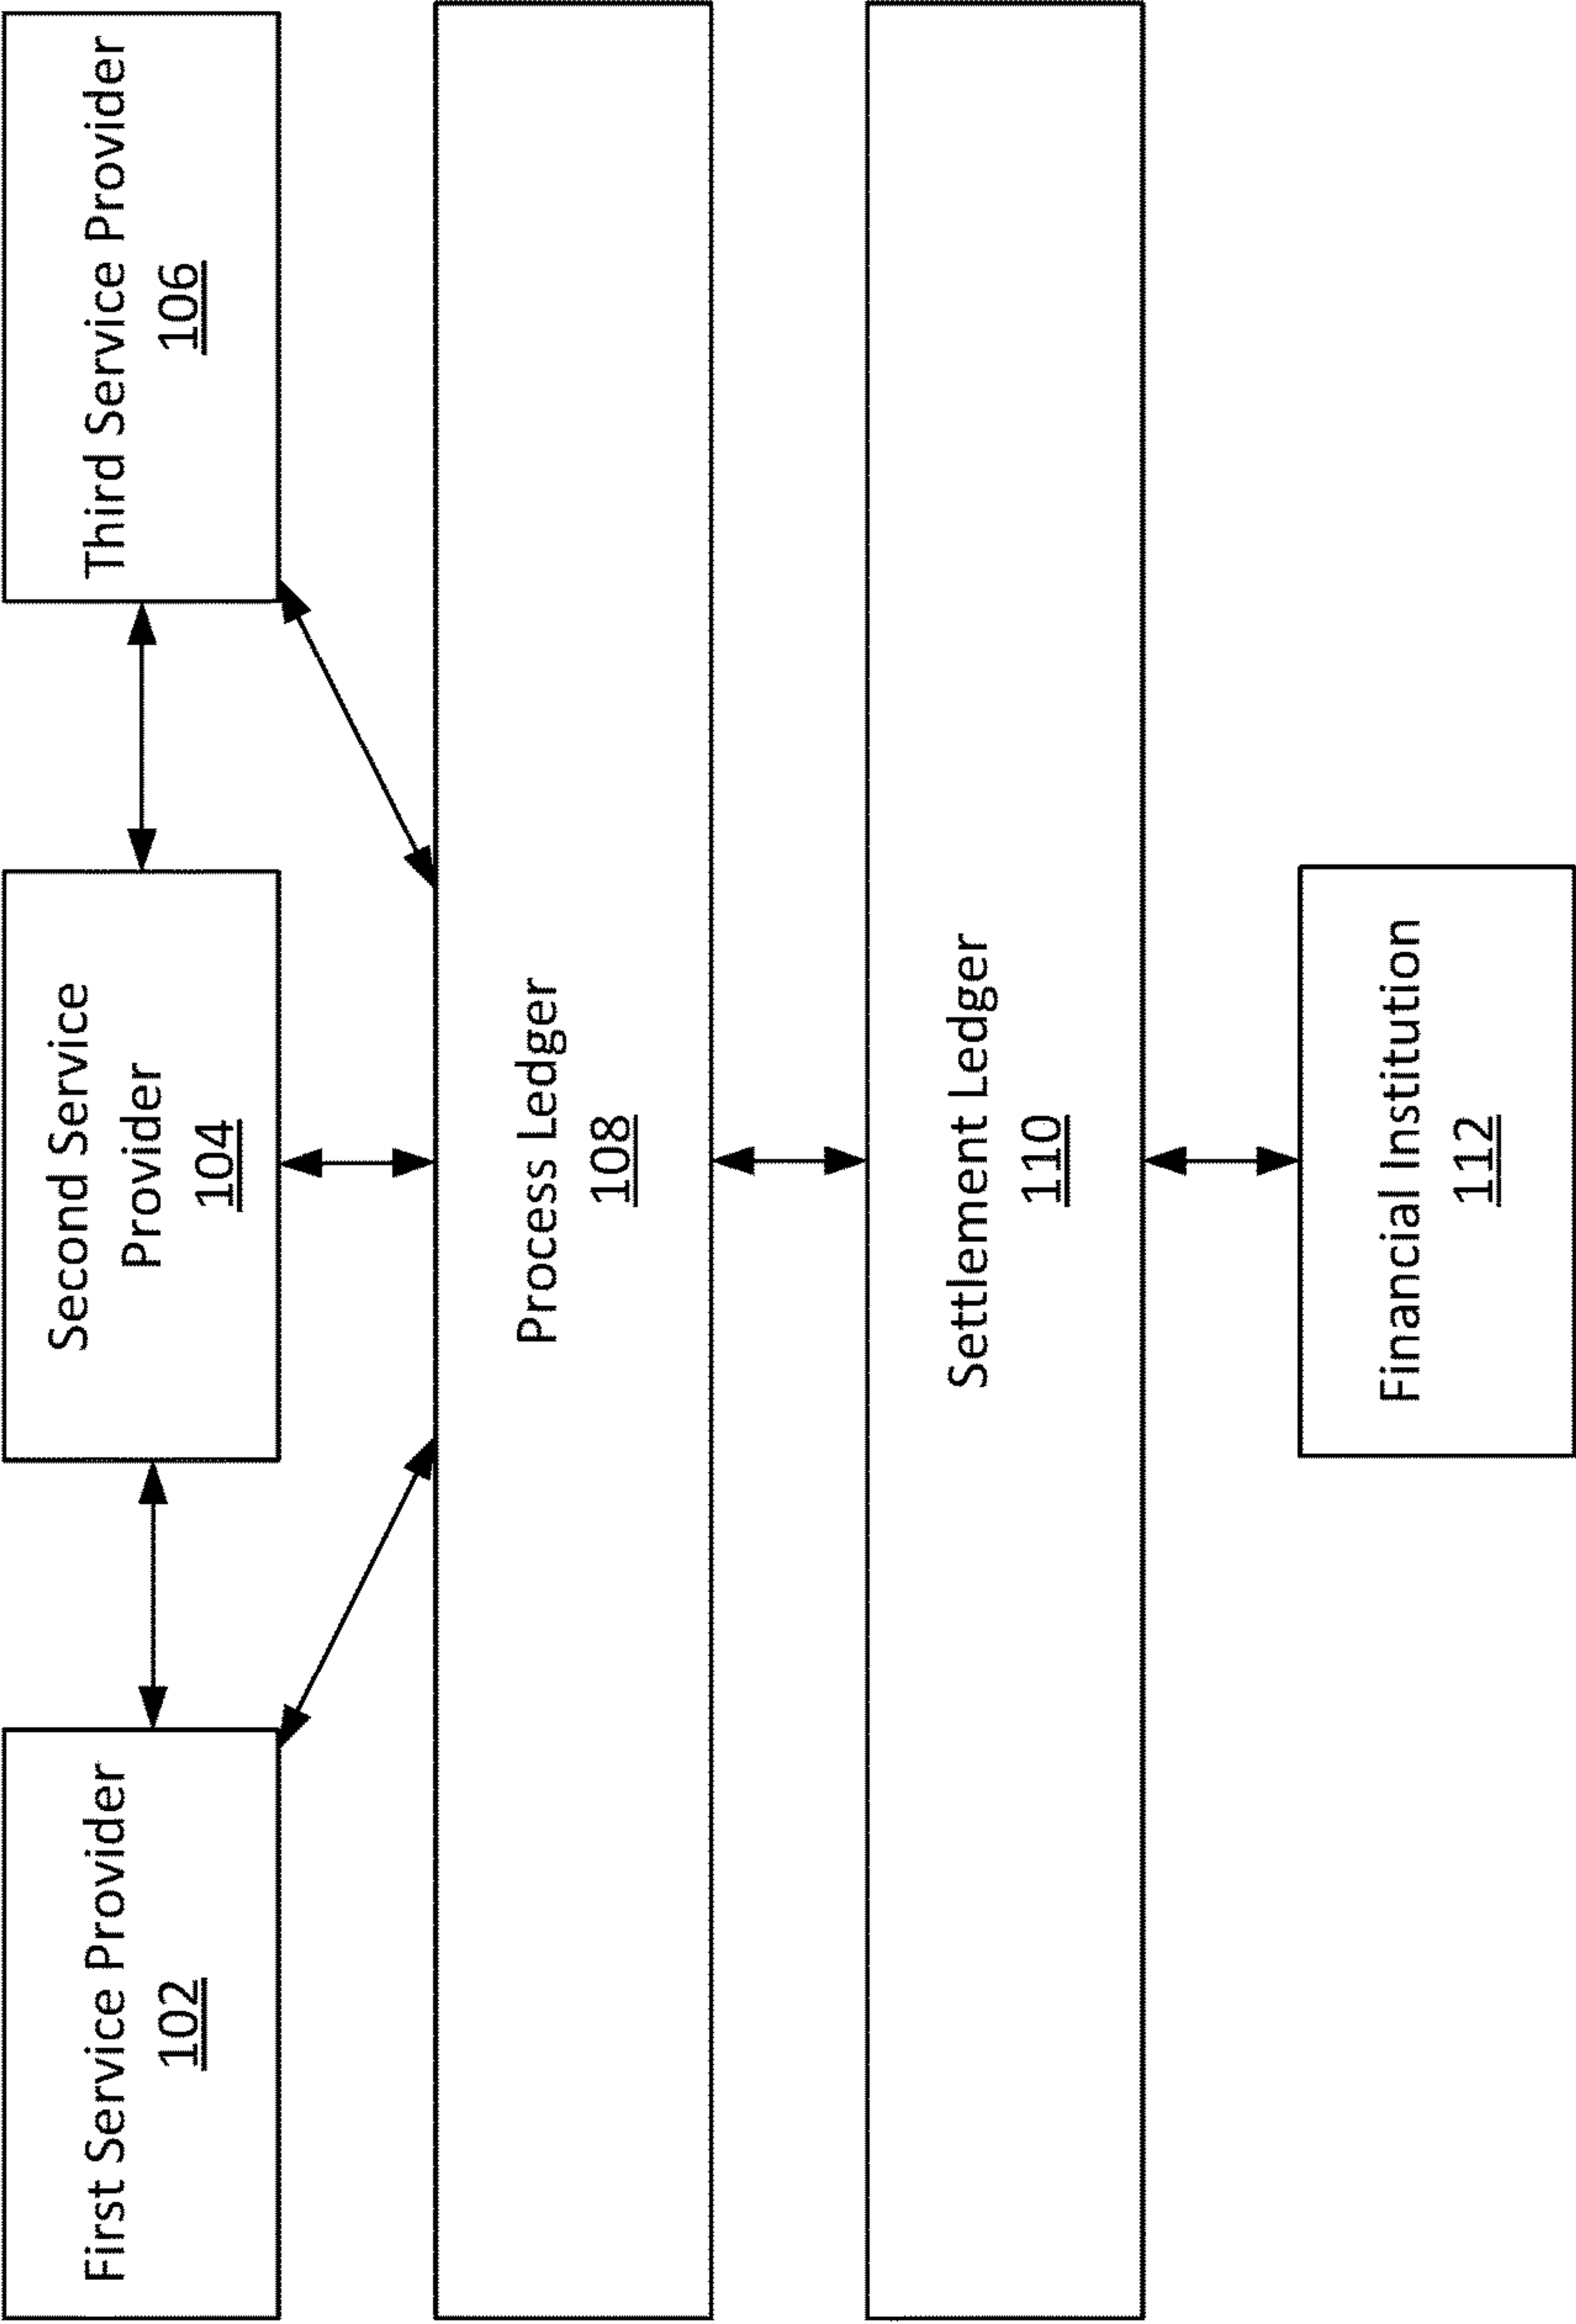 First Service Provider
102
Second Service
Provider
104
Third Service Provider
106
Process Ledger
108
Settlement Ledger
110
Financial Institution
112